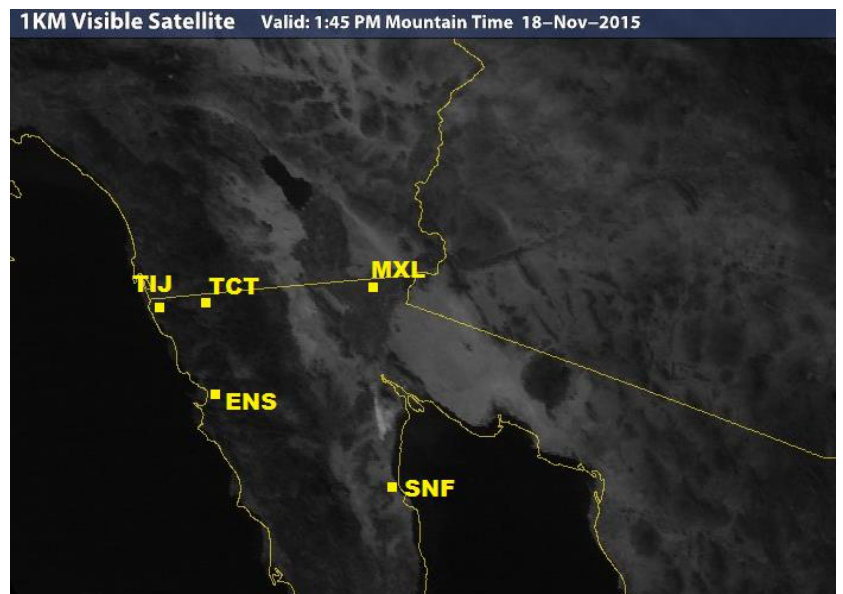 1KM Visible Satellite Valid: 1:45 PM Mountain Time 18-Nov-2015
MXL
TIJ TCT
ENS
SNF